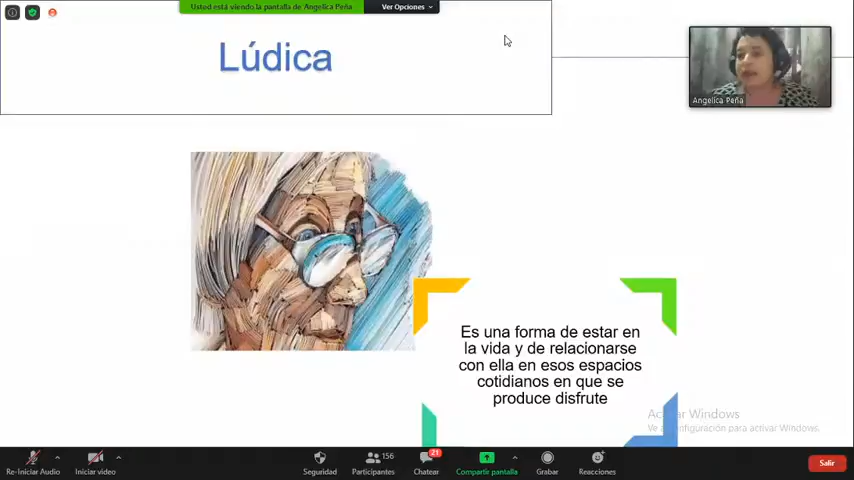 Usted está viendo la pantalla de Angelica Peña
Ver Opciones
Lúdica
Angelica Peña
Es una forma de estar en
la vida y de relacionarse
con ella en esos espacios
cotidianos en que se
produce disfrute
Activar Windows
Ve a Configuración para activar Windows.
Re-Iniciar Audio
Iniciar video
Seguridad
156
Participantes
21
Chatear
Compartir pantalla
Grabar
Reacciones
Salir